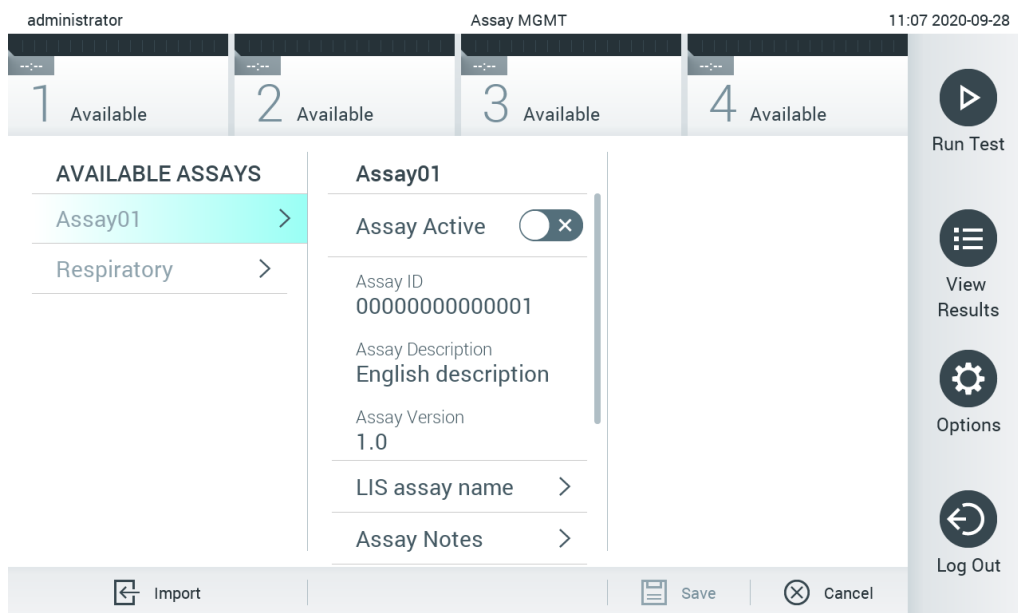 administrator Assay MGMT 11:07 2020-09-28
--:-- --:-- --:-- --:--
1 Available 2 Available 3 Available 4 Available
Run Test
View
Results
Options
Log Out
AVAILABLE ASSAYS
Assay01
Respiratory
Assay01
Assay Active
Assay ID
00000000000001
Assay Description
English description
Assay Version
1.0
LIS assay name
Assay Notes
Import Save Cancel